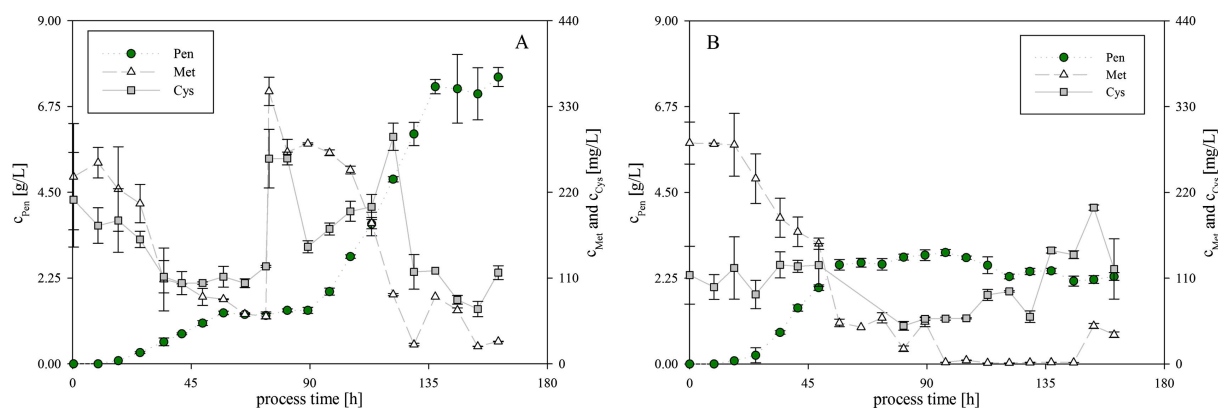 9.00
440
A
Pen
Met
Cys
6.75
330
4.50
220
2.25
110
0.00
0
0 45 90 135 180
process time [h]
c_Pen [g/L]
c_Met and c_Cys [mg/L]
9.00
440
B
Pen
Met
Cys
6.75
330
4.50
220
2.25
110
0.00
0
0 45 90 135 180
process time [h]
c_Pen [g/L]
c_Met and c_Cys [mg/L]